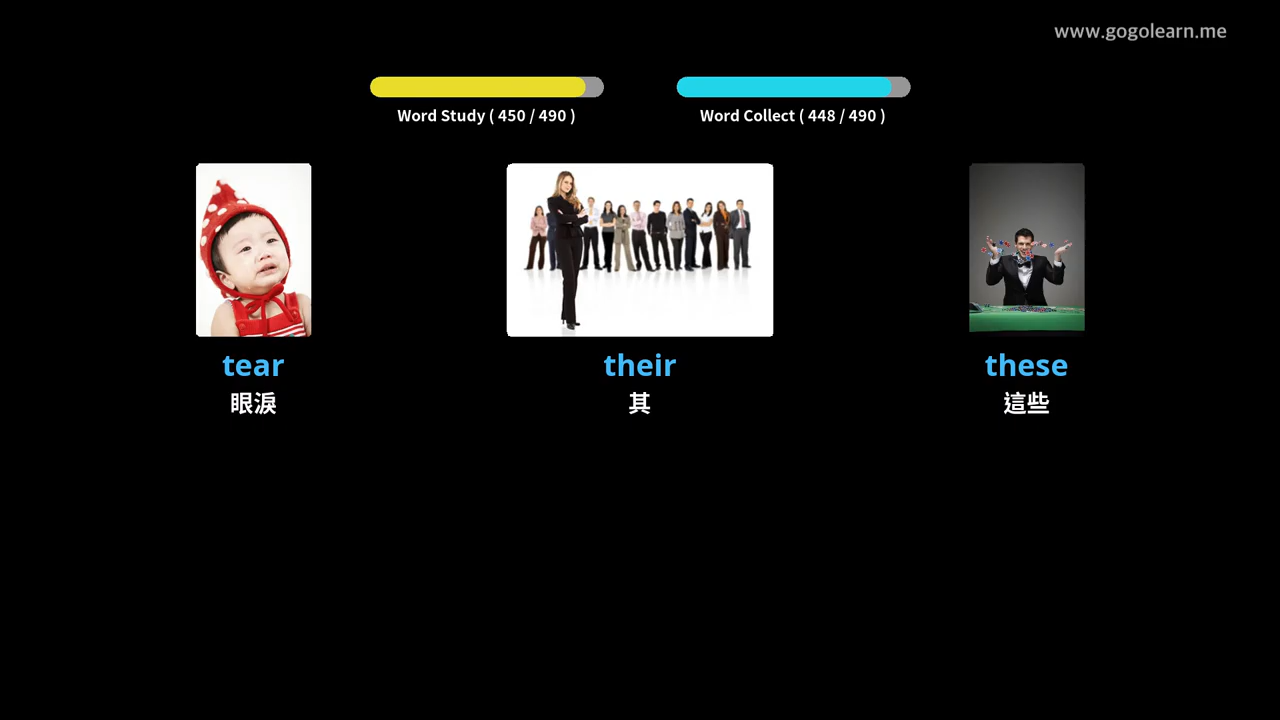 www.gogolearn.me
Word Study ( 450 / 490 )
Word Collect ( 448 / 490 )
tear
眼淚
their
其
these
這些